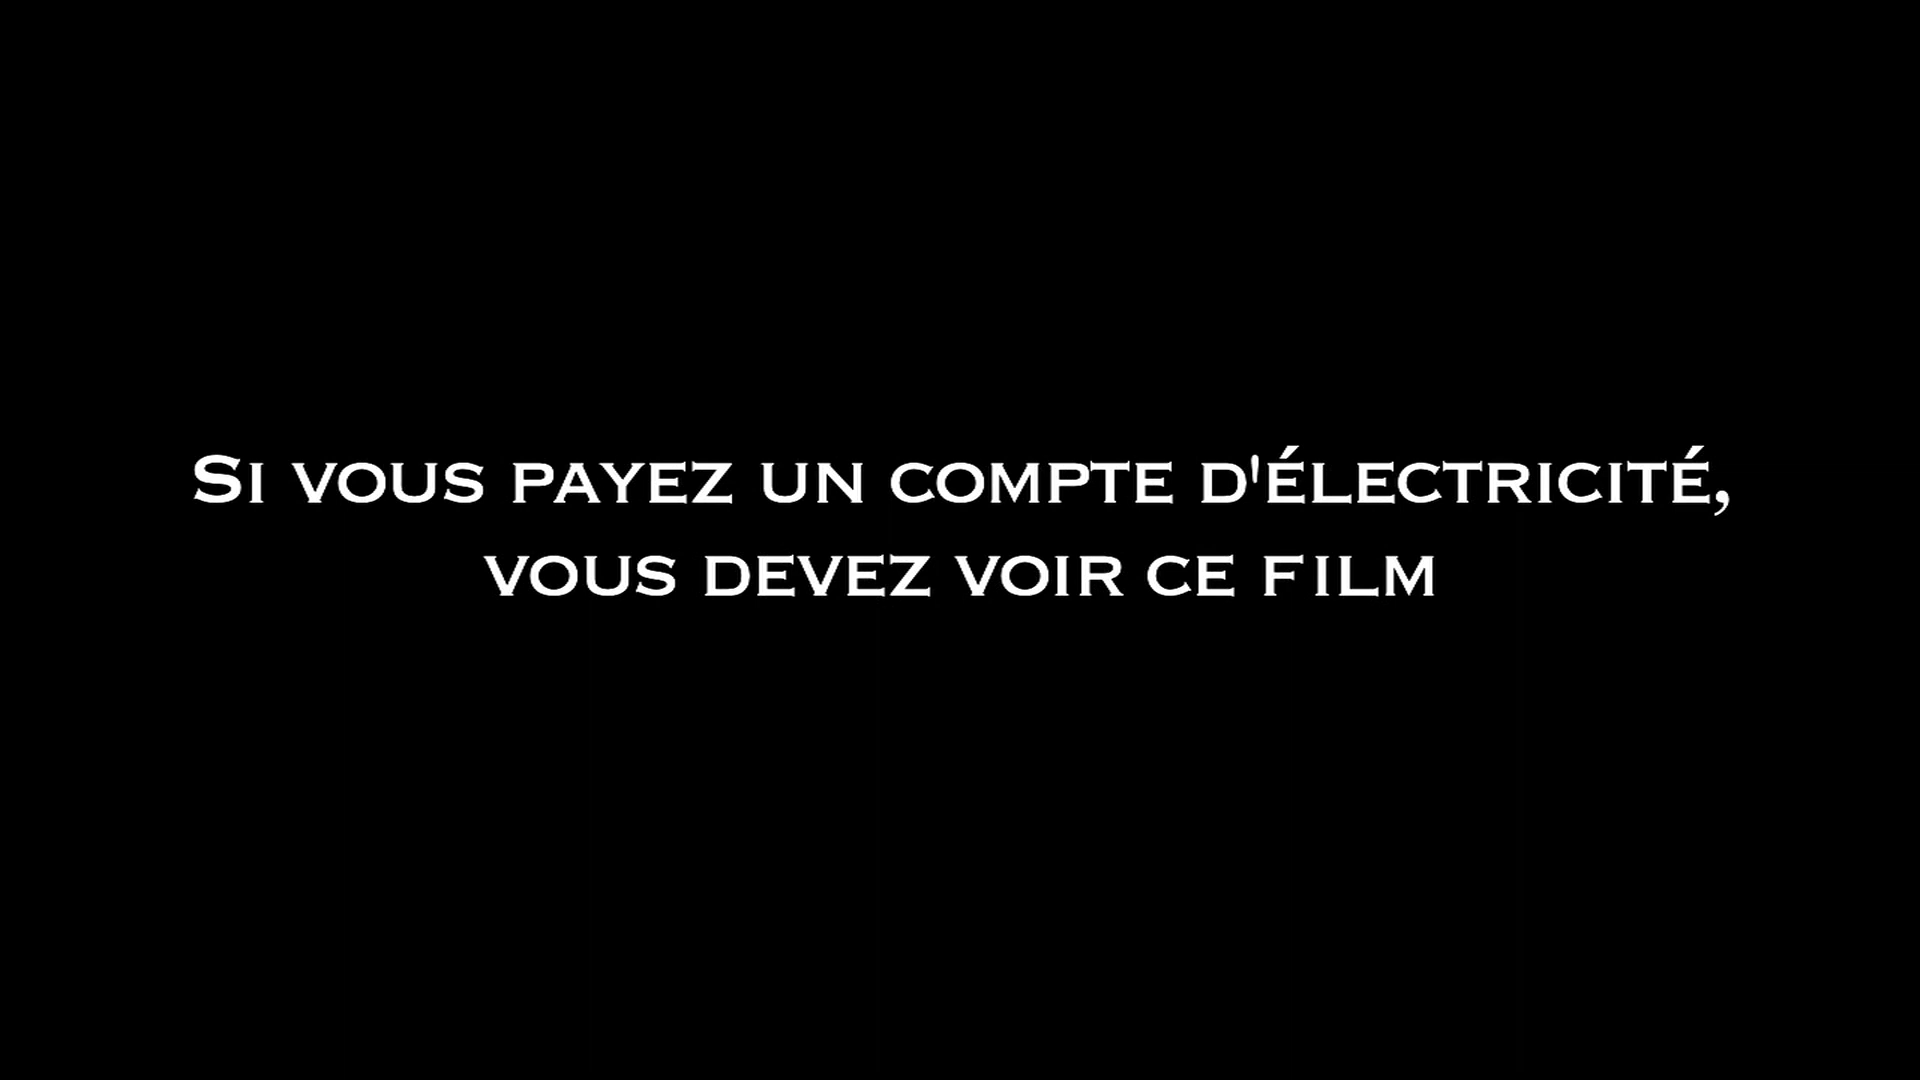 Si vous payez un compte d'électricité,
vous devez voir ce film